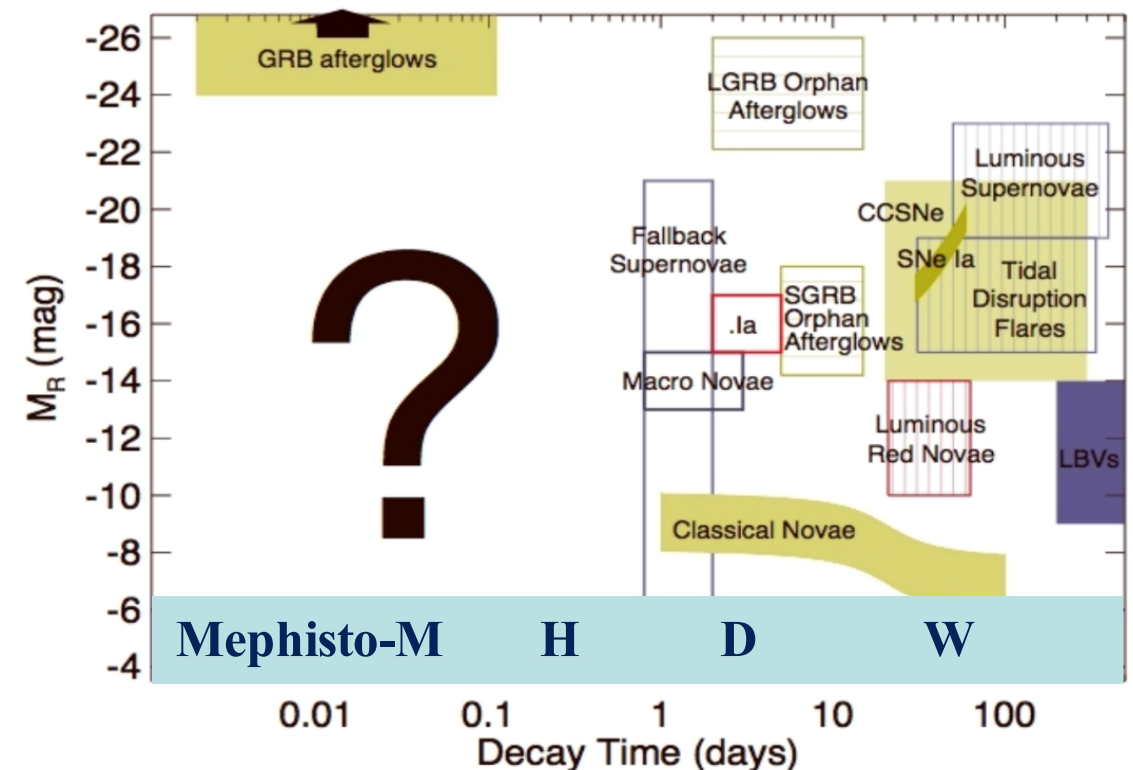 -26
-24
-22
-20
-18
-16
-14
-12
-10
-8
-6
-4
M_R (mag)
GRB afterglows
LGRB Orphan
Afterglows
Luminous
Supernovae
CCSNe
Fallback
Supernovae
SNe Ia
Tidal
Disruption
Flares
.Ia
SGRB
Orphan
Afterglows
?
Macro Novae
Luminous
Red Novae
LBVs
Classical Novae
Mephisto-M H D W
0.01 0.1 1 10 100
Decay Time (days)